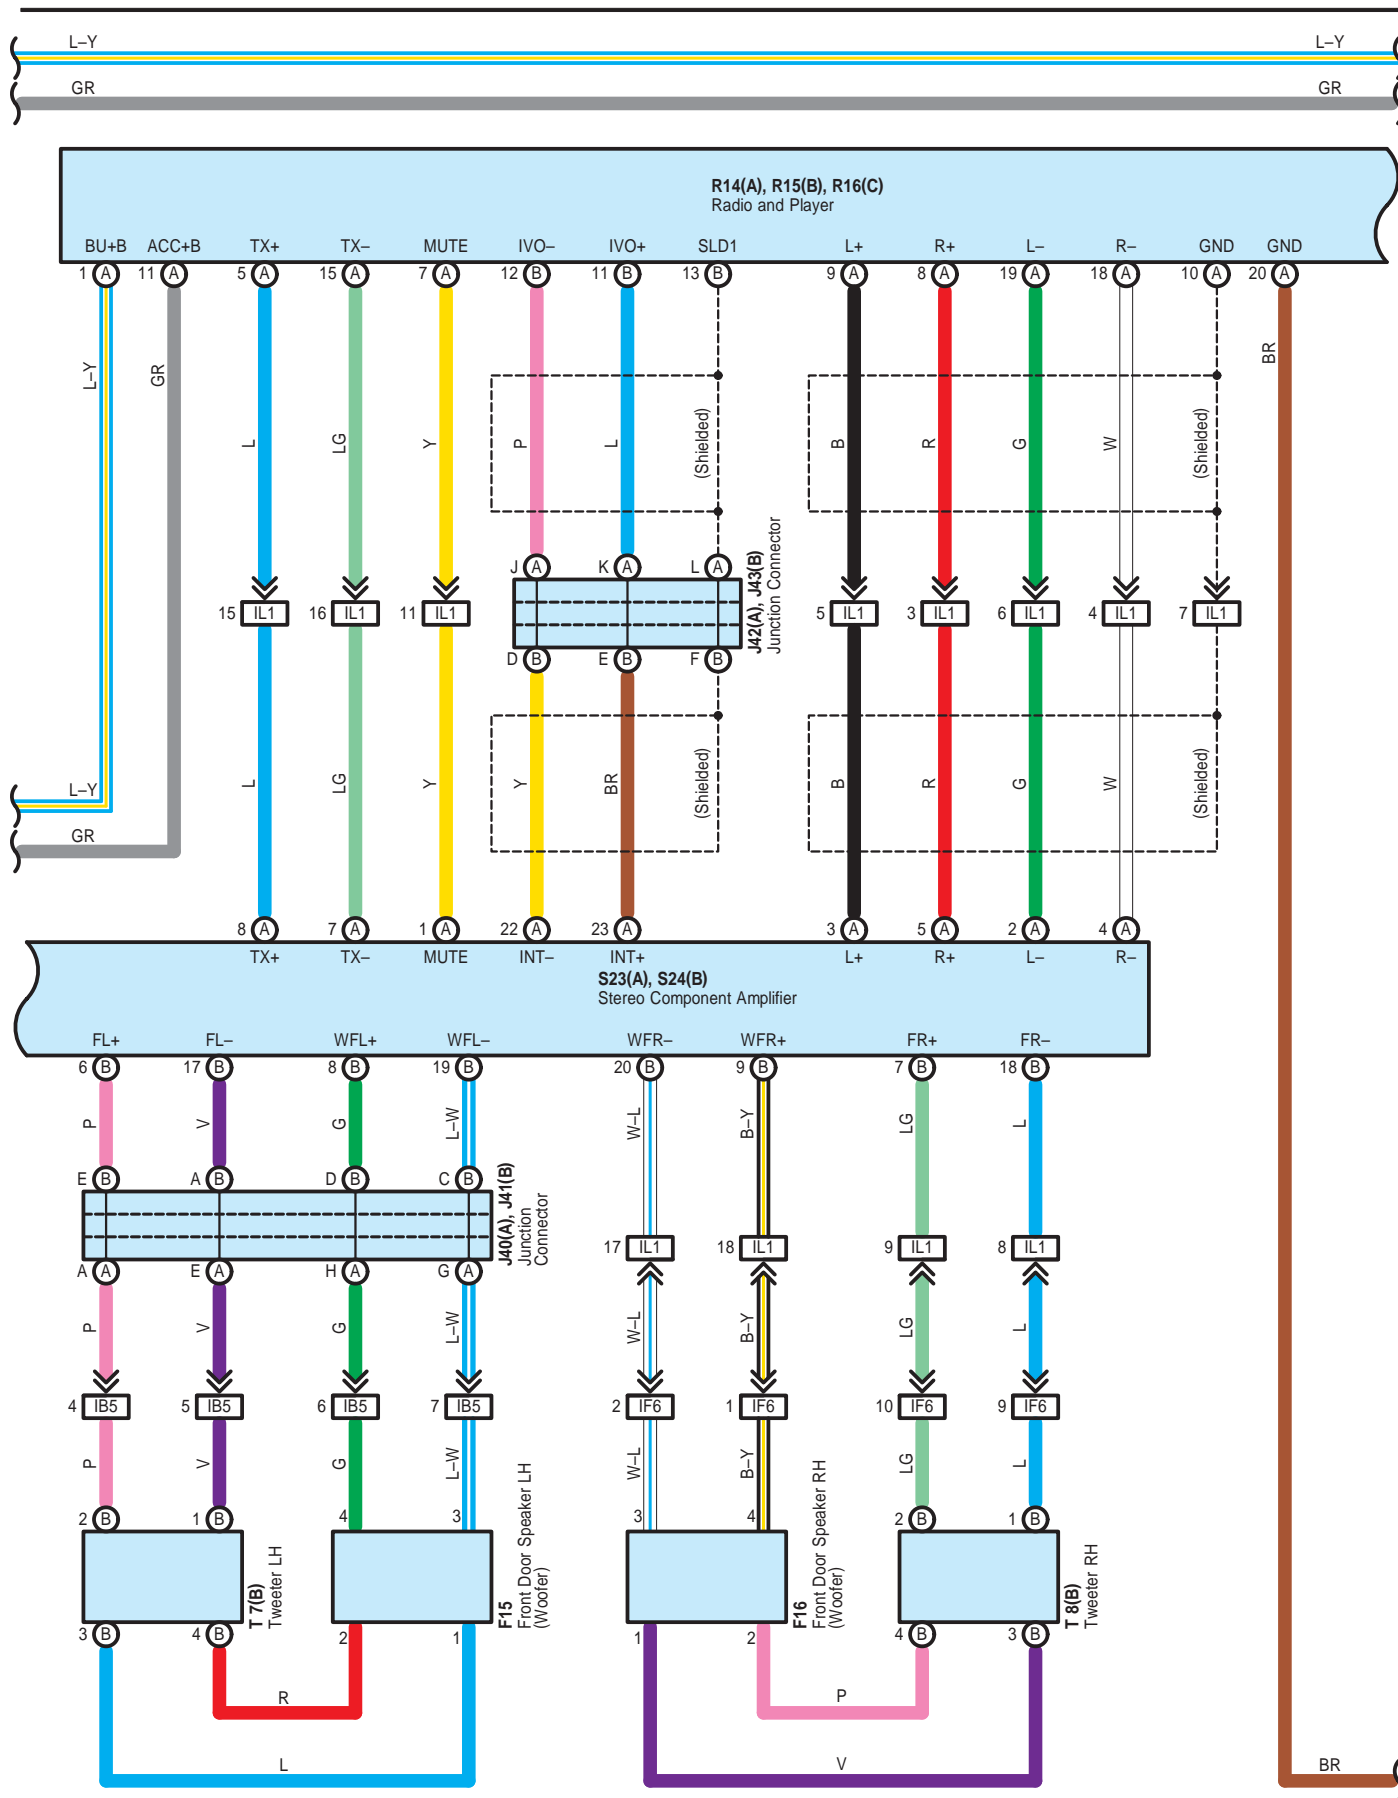 L–Y L–Y
GR GR
R14(A), R15(B), R16(C)
Radio and Player
BU+B ACC+B TX+ TX– MUTE IVO– IVO+ SLD1 L+ R+ L– R– GND GND
1 A 11 A 5 A 15 A 7 A 12 B 11 B 13 B 9 A 8 A 19 A 18 A 10 A 20 A
L–Y GR BR
L LG Y P L (Shielded) B R G W (Shielded)
J A K A L A
J42(A), J43(B)
Junction Connector
15 IL1 16 IL1 11 IL1 5 IL1 3 IL1 6 IL1 4 IL1 7 IL1
D B E B F B
L–Y L LG Y Y BR (Shielded) B R G W (Shielded)
GR
8 A 7 A 1 A 22 A 23 A 3 A 5 A 2 A 4 A
TX+ TX– MUTE INT– INT+ L+ R+ L– R–
S23(A), S24(B)
Stereo Component Amplifier
FL+ FL– WFL+ WFL– WFR– WFR+ FR+ FR–
6 B 17 B 8 B 19 B 20 B 9 B 7 B 18 B
P V G L–W W–L B–Y LG L
E B A B D B C B
J40(A), J41(B)
Junction
Connector
17 IL1 18 IL1 9 IL1 8 IL1
A A E A H A G A
P V G L–W W–L B–Y LG L
4 IB5 5 IB5 6 IB5 7 IB5 2 IF6 1 IF6 10 IF6 9 IF6
P V G L–W W–L B–Y LG L
2 B 1 B 4 3 3 4 2 B 1 B
T 7(B)
Tweeter LH
F15
Front Door Speaker LH
(Woofer)
F16
Front Door Speaker RH
(Woofer)
T 8(B)
Tweeter RH
3 B 4 B 2 1 1 2 4 B 3 B
R P
L V BR